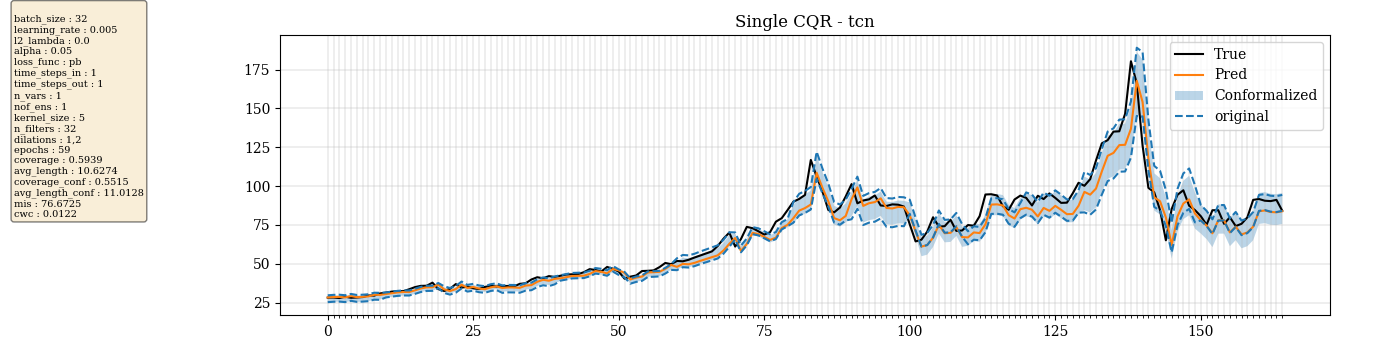 batch_size : 32
learning_rate : 0.005
l2_lambda : 0.0
alpha : 0.05
loss_func : pb
time_steps_in : 1
time_steps_out : 1
n_vars : 1
nof_ens : 1
kernel_size : 5
n_filters : 32
dilations : 1,2
epochs : 59
coverage : 0.5939
avg_length : 10.6274
coverage_conf : 0.5515
avg_length_conf : 11.0128
mis : 76.6725
cwc : 0.0122
Single CQR - tcn
175
150
125
100
75
50
25
0 25 50 75 100 125 150
True
Pred
Conformalized
original